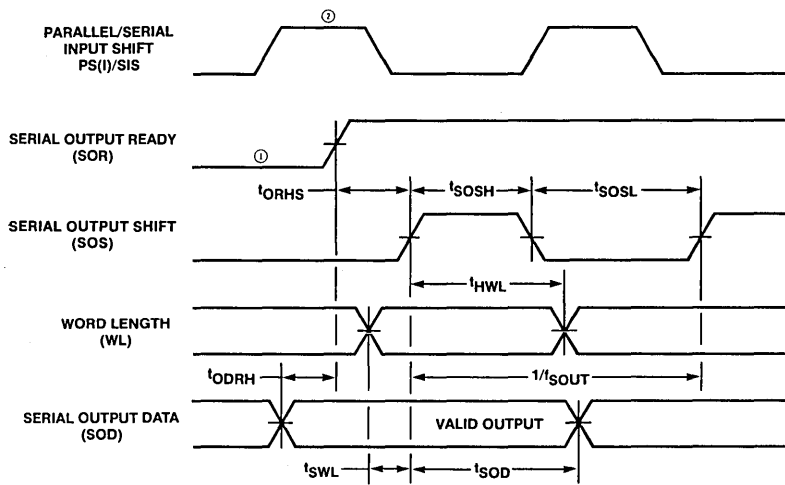 PARALLEL/SERIAL
INPUT SHIFT
PS(I)/SIS
②
SERIAL OUTPUT READY
(SOR)
①
tORHS
tSOSH
tSOSL
SERIAL OUTPUT SHIFT
(SOS)
tHWL
WORD LENGTH
(WL)
tODRH
1/fSOUT
SERIAL OUTPUT DATA
(SOD)
VALID OUTPUT
tSWL
tSOD